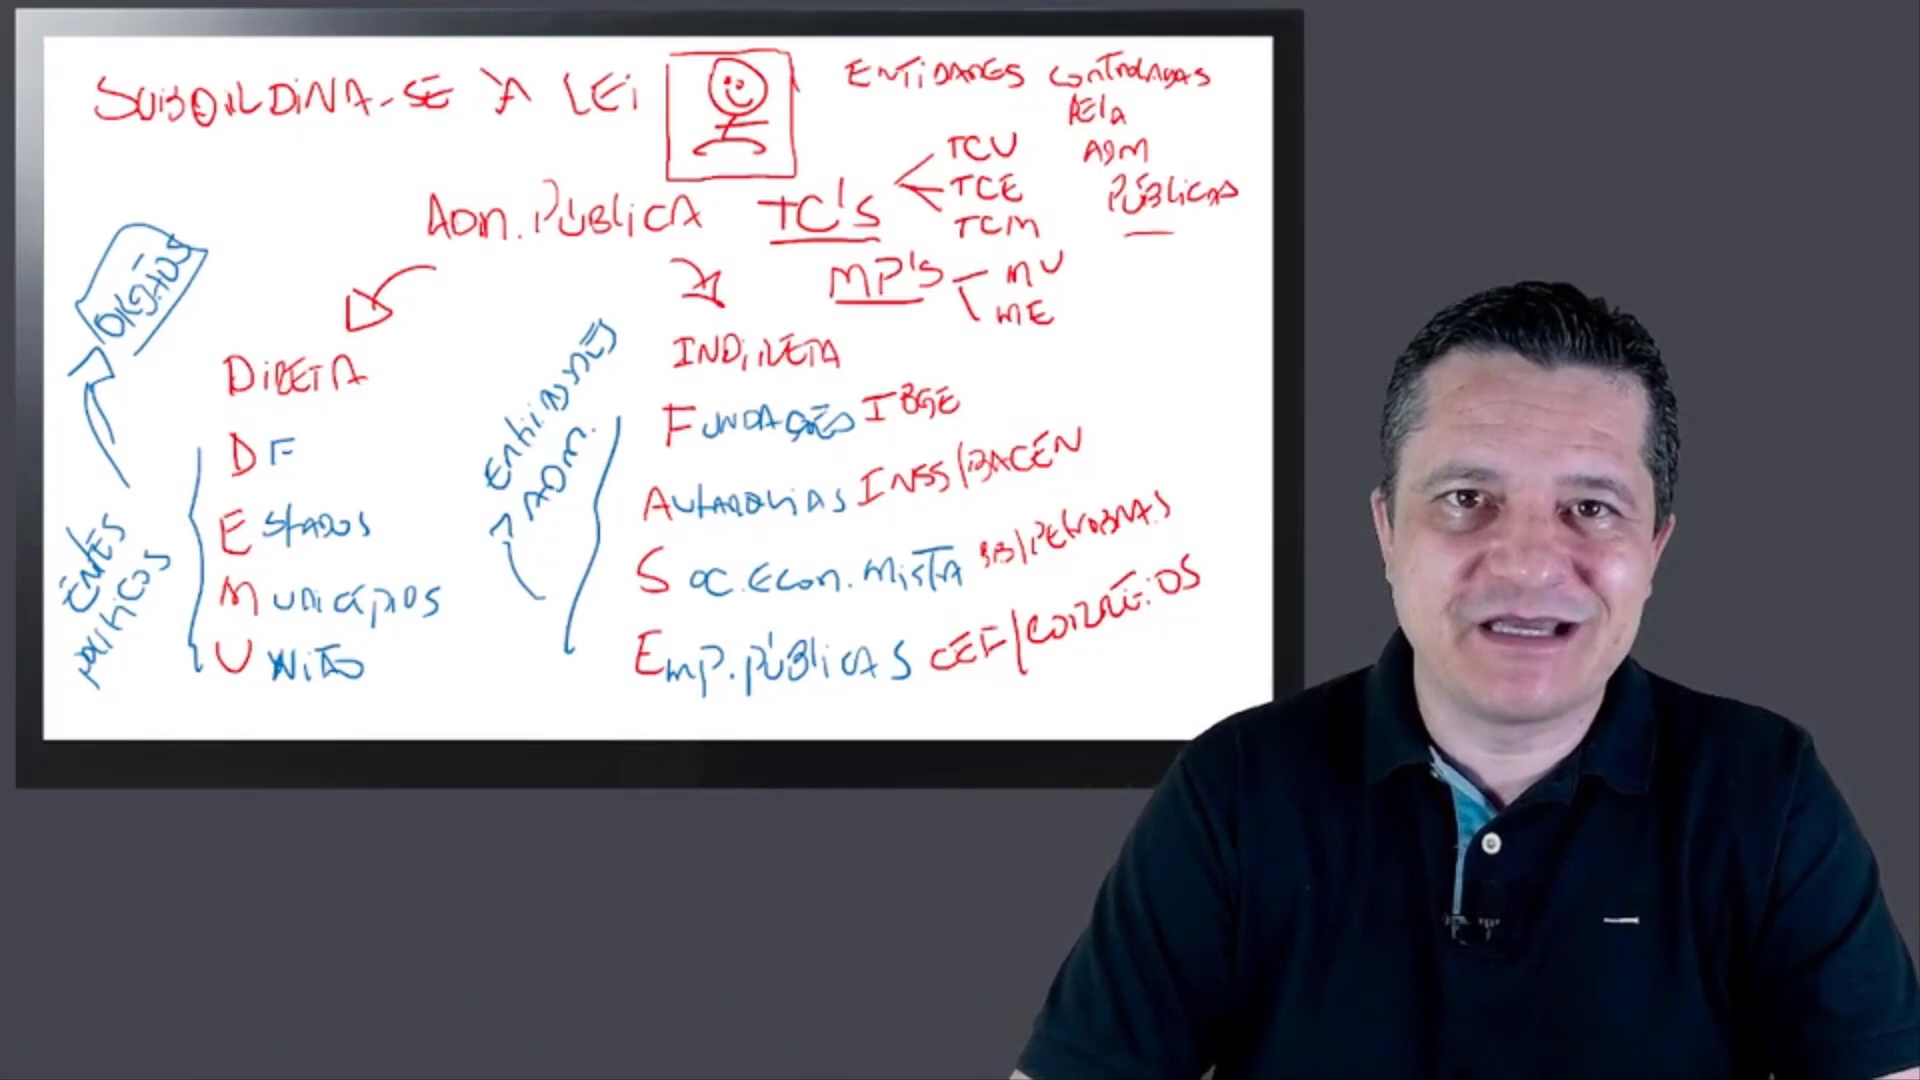 SUBORDINA-SE À LEI
ENTIDADES CONTROLADAS
PELA
ADM
PÚBLICAS
ADM. PÚBLICA
TC'S
TCU
TCE
TCM
MP'S
MU
ME
ÓRGÃOS
DIRETA
DF
ESTADOS
MUNICÍPIOS
UNIÃO
ENTES
POLÍTICOS
ENTIDADES
ADM.
INDIRETA
FUNDAÇÕES IBGE
AUTARQUIAS INSS/BACEN
SOC. ECON. MISTA BB/PETROBRAS
EMP. PÚBLICAS CEF/CORREIOS